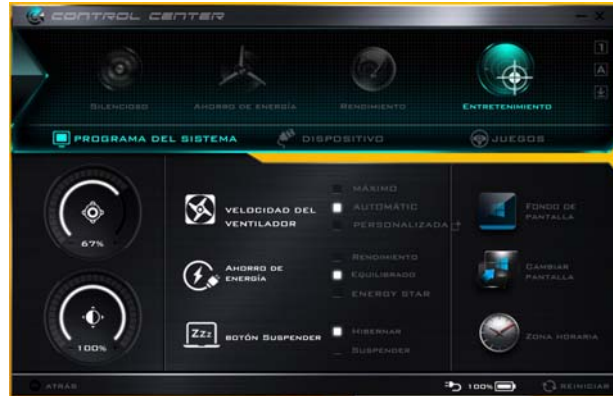 CONTROL CENTER
SILENCIOSO
AHORRO DE ENERGÍA
RENDIMIENTO
ENTRETENIMIENTO
1
A
PROGRAMA DEL SISTEMA
DISPOSITIVO
JUEGOS
67%
VELOCIDAD DEL
VENTILADOR
MÁXIMO
AUTOMÁTIC
PERSONALIZADA
FONDO DE
PANTALLA
AHORRO DE
ENERGÍA
RENDIMIENTO
EQUILIBRADO
ENERGY STAR
CAMBIAR
PANTALLA
100%
Zzz
BOTÓN SUSPENDER
HIBERNAR
SUSPENDER
ZONA HORARIA
ATRÁS
100%
REINICIAR